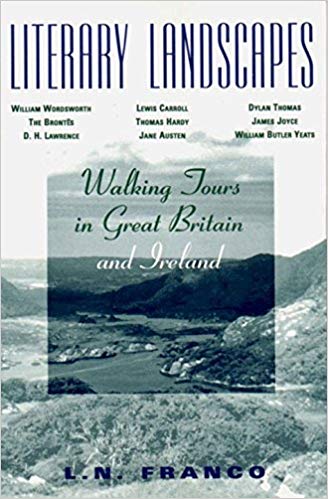 LITERARY LANDSCAPES
WILLIAM WORDSWORTH
THE BRONTËS
D. H. LAWRENCE
LEWIS CARROLL
THOMAS HARDY
JANE AUSTEN
DYLAN THOMAS
JAMES JOYCE
WILLIAM BUTLER YEATS
Walking Tours
in Great Britain
and Ireland
L.N. FRANCO